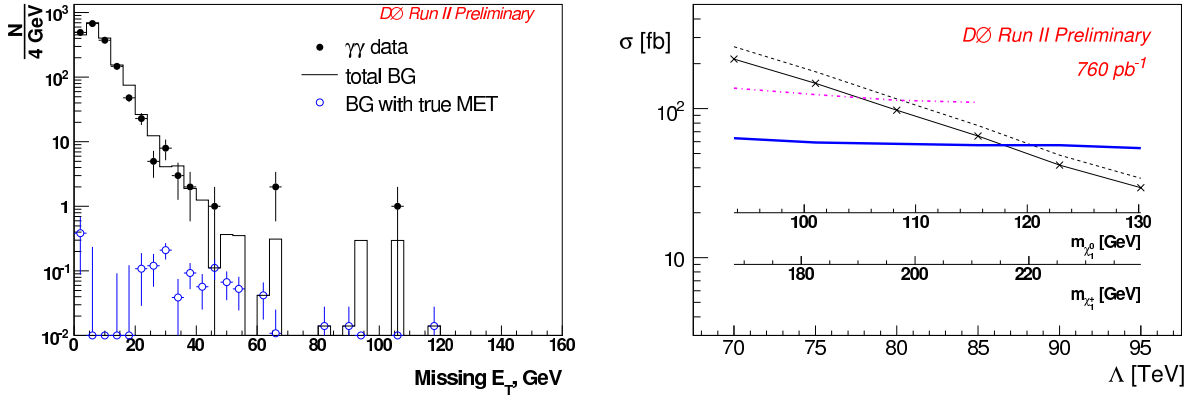 N
4 GeV
10³
10²
10
1
10⁻¹
10⁻²
DØ Run II Preliminary
γγ data
total BG
BG with true MET
0 20 40 60 80 100 120 140 160
Missing E_T, GeV
σ [fb]
10²
10
DØ Run II Preliminary
760 pb⁻¹
100 110 120 130
m_χ̃⁰₁ [GeV]
180 200 220
m_χ̃⁺₁ [GeV]
70 75 80 85 90 95
Λ [TeV]